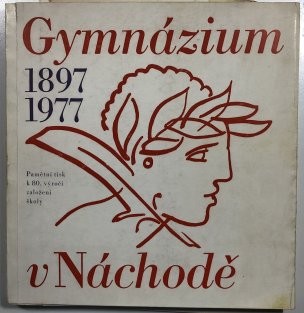 Gymnázium
1897
1977
Pamětní tisk
k 80. výročí
založení
školy
v Náchodě